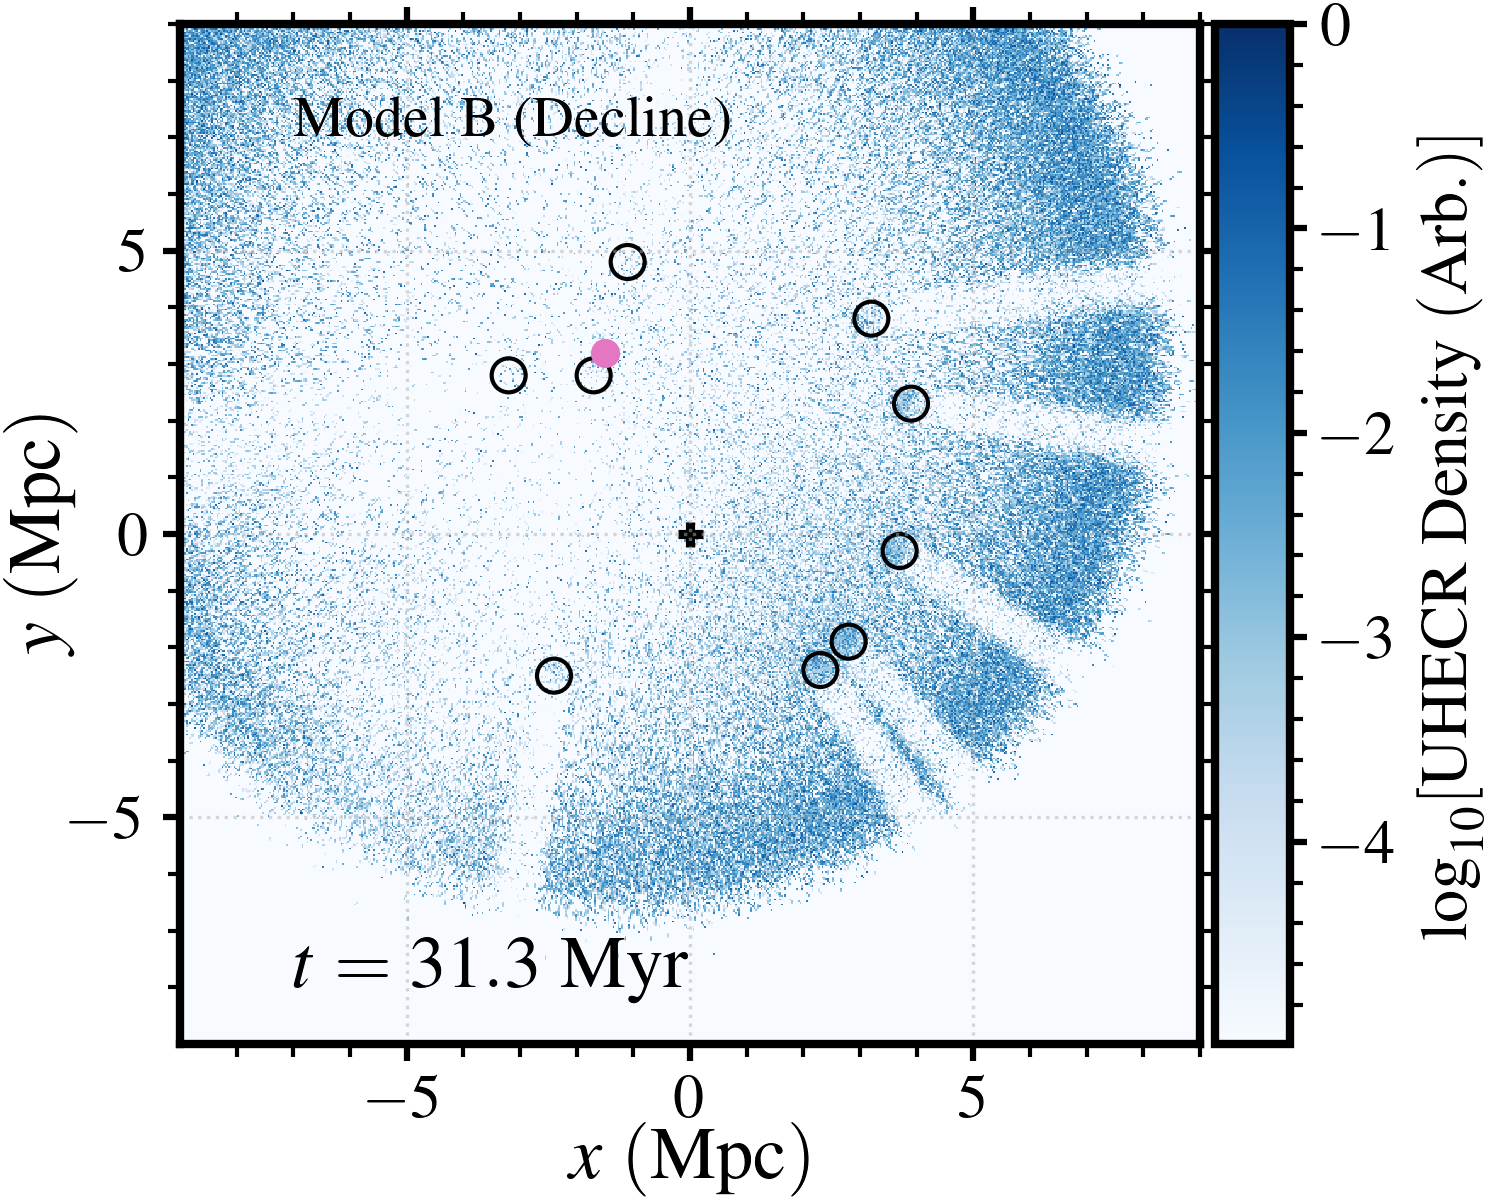 Model B (Decline)
t = 31.3 Myr
5
0
−5
y (Mpc)
−5
0
5
x (Mpc)
0
−1
−2
−3
−4
log₁₀[UHECR Density (Arb.)]